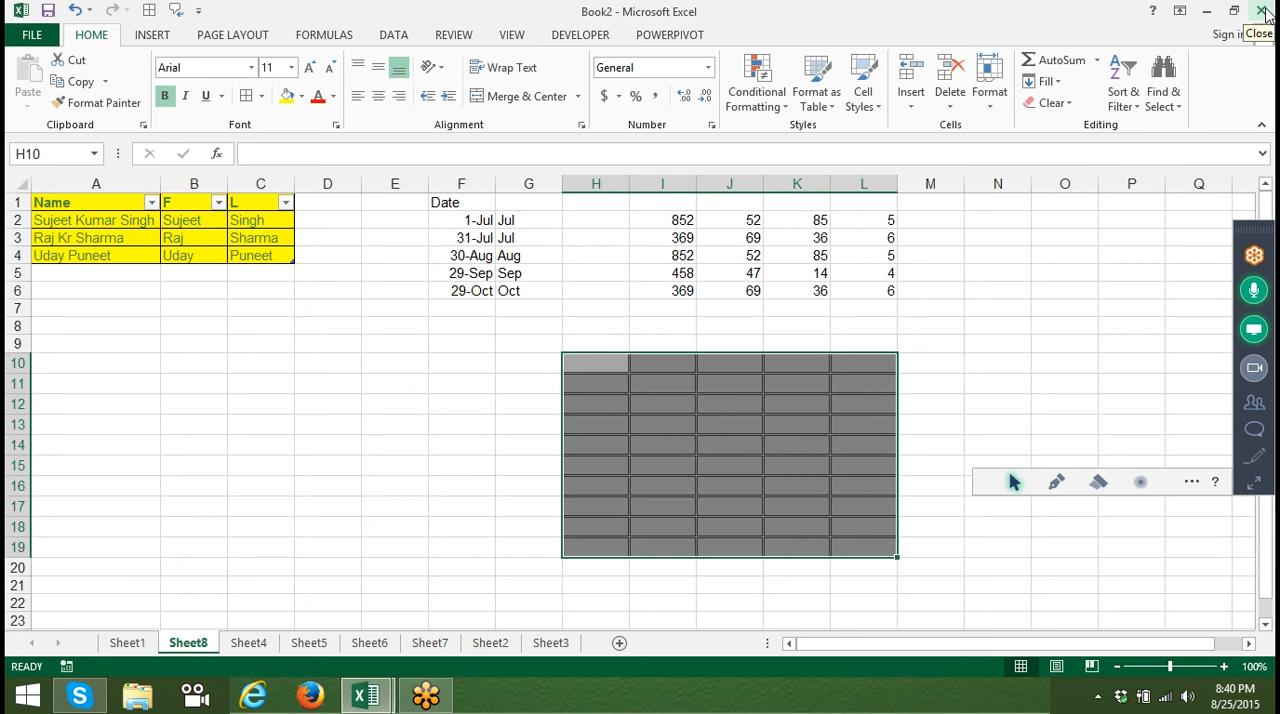 Book2 - Microsoft Excel
?
Close
FILE HOME INSERT PAGE LAYOUT FORMULAS DATA REVIEW VIEW DEVELOPER POWERPIVOT Sign in
Paste
Cut
Copy
Format Painter
Clipboard
Arial 11
B I U
Font
Wrap Text
Merge & Center
Alignment
General
$ % ,
Number
Conditional Formatting
Format as Table
Cell Styles
Styles
Insert Delete Format
Cells
AutoSum
Fill
Clear
Sort & Filter
Find & Select
Editing
H10 fx
A B C D E F G H I J K L M N O P Q
1 Name F L Date
2 Sujeet Kumar Singh Sujeet Singh 1-Jul Jul 852 52 85 5
3 Raj Kr Sharma Raj Sharma 31-Jul Jul 369 69 36 6
4 Uday Puneet Uday Puneet 30-Aug Aug 852 52 85 5
5 29-Sep Sep 458 47 14 4
6 29-Oct Oct 369 69 36 6
7
8
9
10
11
12
13
14
15
16
17
18
19
20
21
22
23
... ?
Sheet1 Sheet8 Sheet4 Sheet5 Sheet6 Sheet7 Sheet2 Sheet3
READY 100%
8:40 PM
8/25/2015